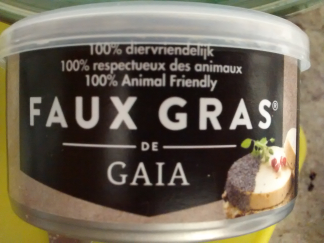 100% diervriendelijk
100% respectueux des animaux
100% Animal Friendly
FAUX GRAS®
DE
GAIA